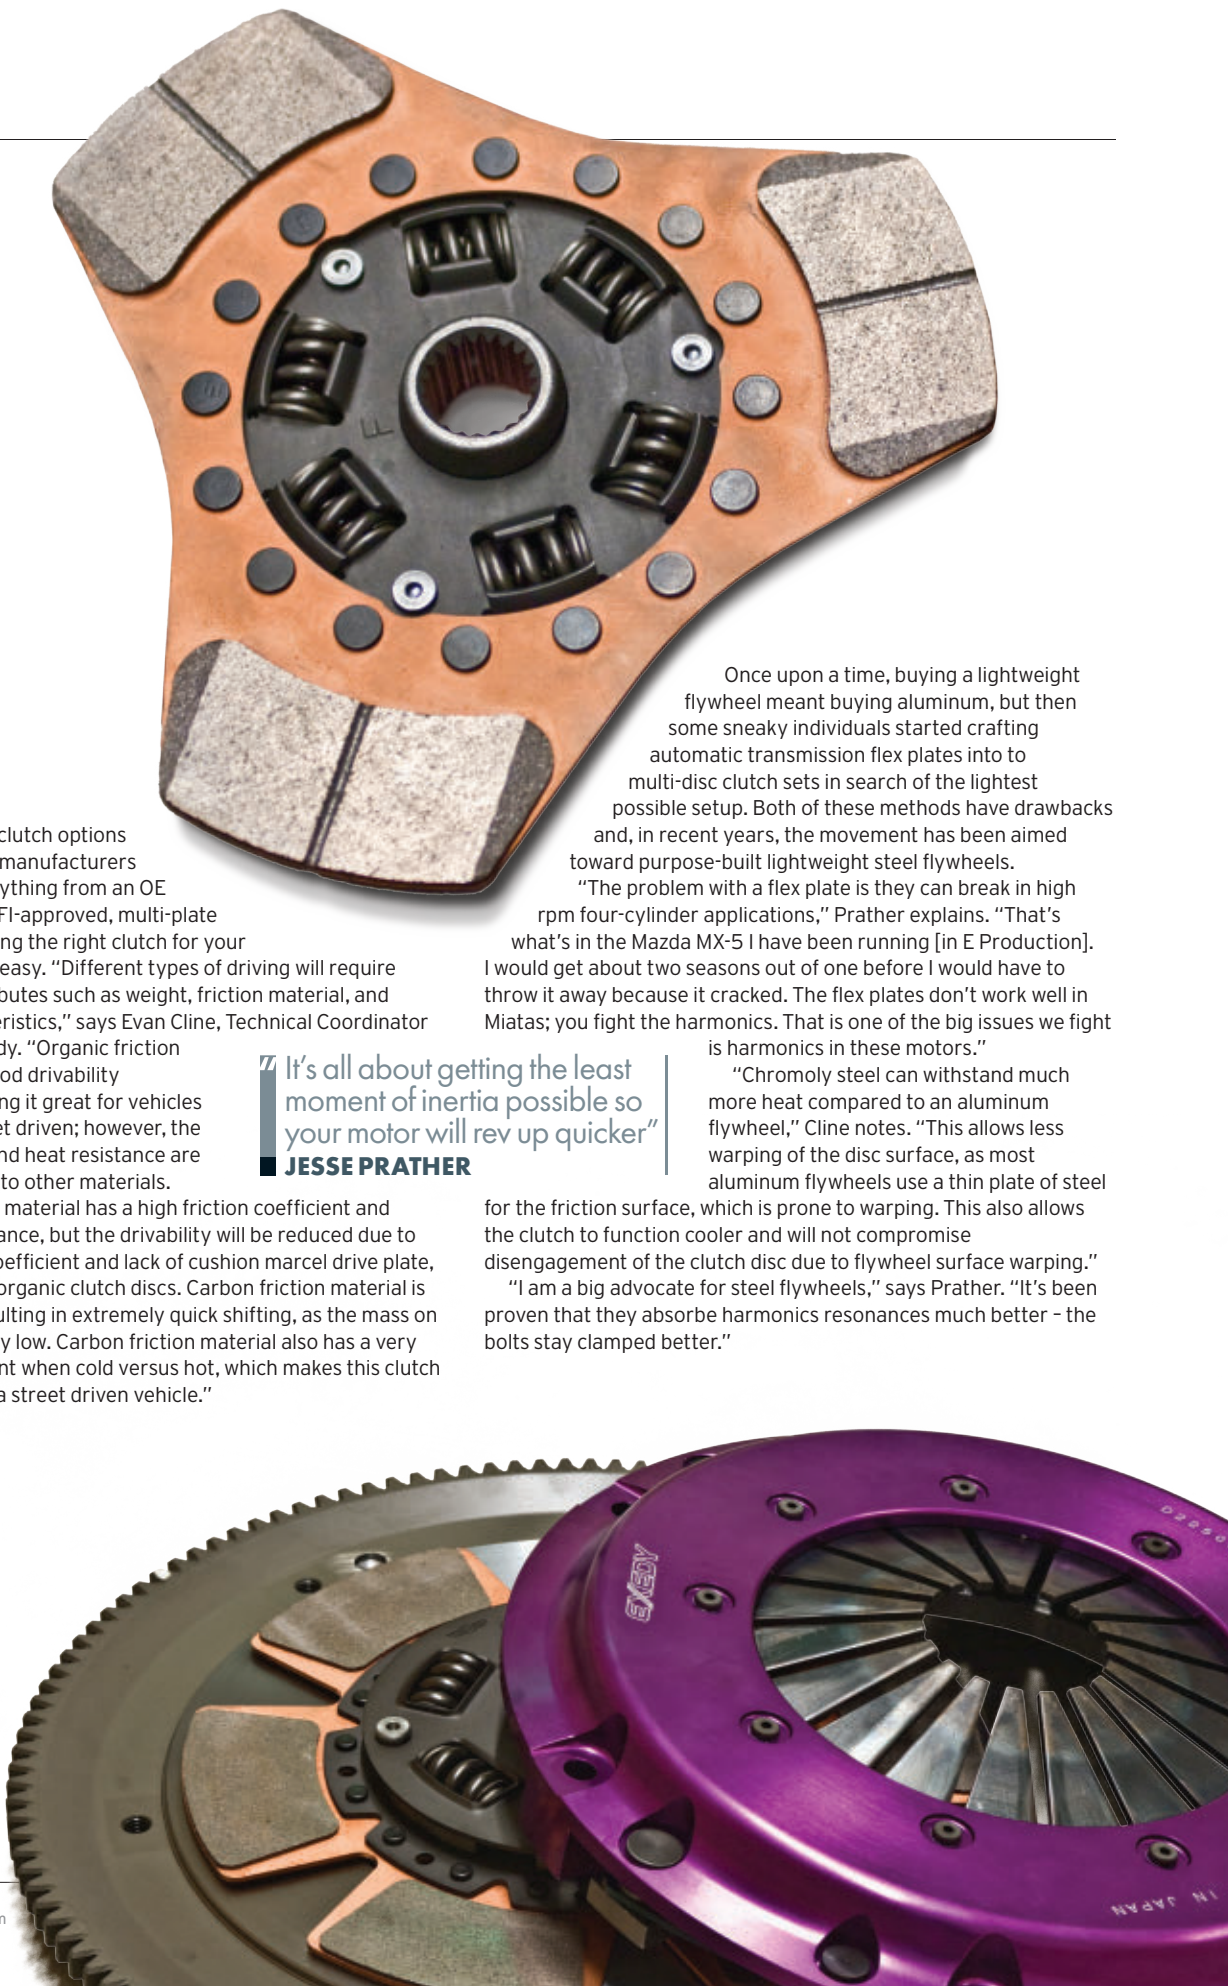 clutch options
manufacturers
ything from an OE
FI-approved, multi-plate
ng the right clutch for your
easy. “Different types of driving will require
butes such as weight, friction material, and
eristics,” says Evan Cline, Technical Coordinator
dy. “Organic friction
od drivability
ng it great for vehicles
et driven; however, the
nd heat resistance are
to other materials.
material has a high friction coefficient and
ance, but the drivability will be reduced due to
oefficient and lack of cushion marcel drive plate,
organic clutch discs. Carbon friction material is
ulting in extremely quick shifting, as the mass on
y low. Carbon friction material also has a very
nt when cold versus hot, which makes this clutch
a street driven vehicle.”
“It’s all about getting the least
moment of inertia possible so
your motor will rev up quicker”
JESSE PRATHER
Once upon a time, buying a lightweight
flywheel meant buying aluminum, but then
some sneaky individuals started crafting
automatic transmission flex plates into to
multi-disc clutch sets in search of the lightest
possible setup. Both of these methods have drawbacks
and, in recent years, the movement has been aimed
toward purpose-built lightweight steel flywheels.
“The problem with a flex plate is they can break in high
rpm four-cylinder applications,” Prather explains. “That’s
what’s in the Mazda MX-5 I have been running [in E Production].
I would get about two seasons out of one before I would have to
throw it away because it cracked. The flex plates don’t work well in
Miatas; you fight the harmonics. That is one of the big issues we fight
is harmonics in these motors.”
“Chromoly steel can withstand much
more heat compared to an aluminum
flywheel,” Cline notes. “This allows less
warping of the disc surface, as most
aluminum flywheels use a thin plate of steel
for the friction surface, which is prone to warping. This also allows
the clutch to function cooler and will not compromise
disengagement of the clutch disc due to flywheel surface warping.”
“I am a big advocate for steel flywheels,” says Prather. “It’s been
proven that they absorbe harmonics resonances much better – the
bolts stay clamped better.”
F
EXEDY
D2250
IN JAPAN